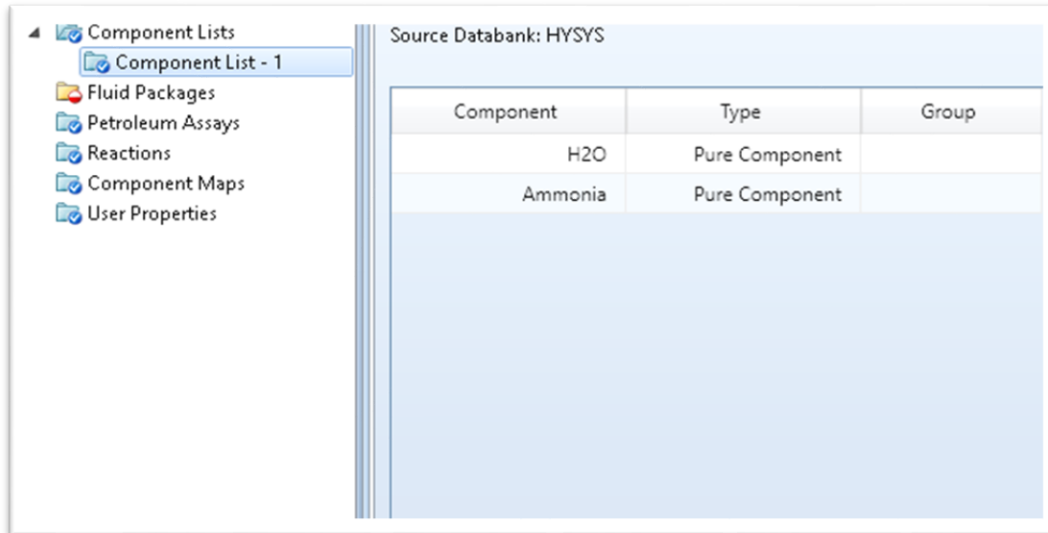 Component Lists
Component List - 1
Fluid Packages
Petroleum Assays
Reactions
Component Maps
User Properties
Source Databank: HYSYS
Component Type Group
H2O Pure Component
Ammonia Pure Component